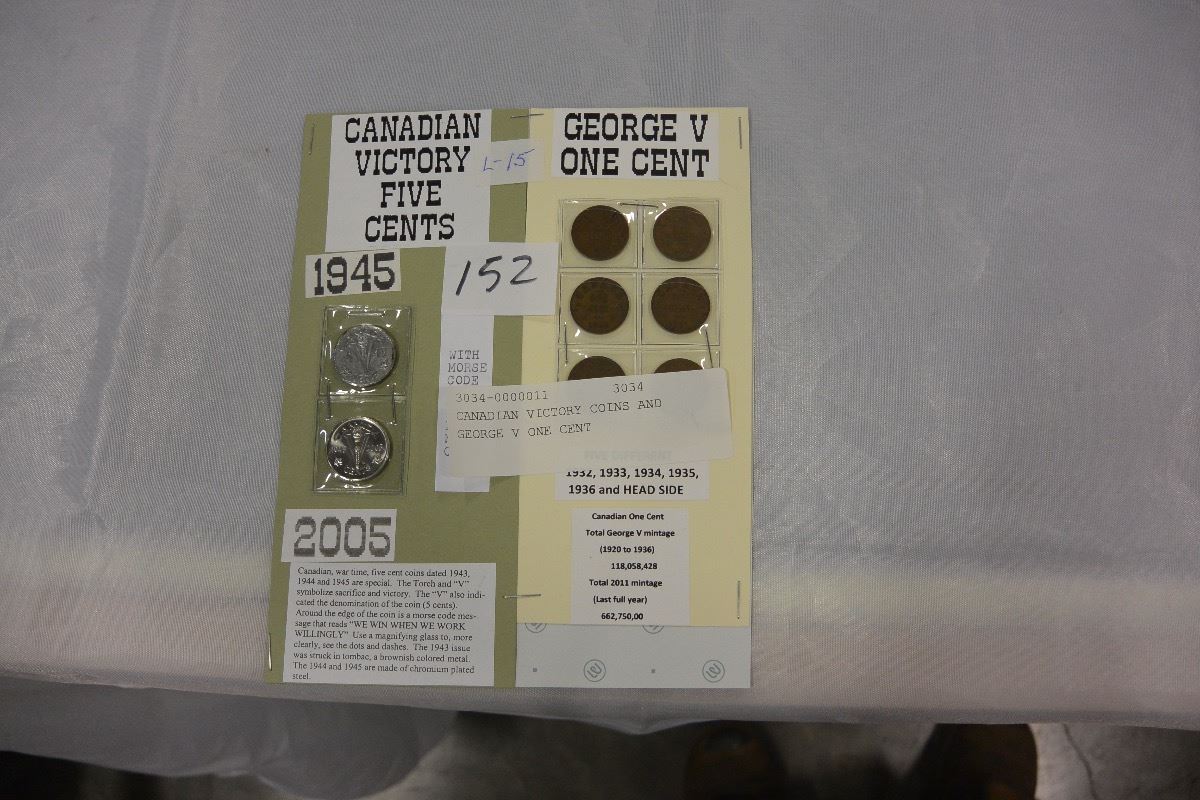 CANADIAN
VICTORY
FIVE
CENTS
L-15
GEORGE V
ONE CENT
1945
152
WITH
MORSE
CODE
3034-0000011 3034
CANADIAN VICTORY COINS AND
GEORGE V ONE CENT
FIVE DIFFERENT
1932, 1933, 1934, 1935,
1936 and HEAD SIDE
2005
Canadian, war time, five cent coins dated 1943,
1944 and 1945 are special. The Torch and "V"
symbolize sacrifice and victory. The "V" also indi-
cated the denomination of the coin (5 cents).
Around the edge of the coin is a morse code mes-
sage that reads "WE WIN WHEN WE WORK
WILLINGLY" Use a magnifying glass to, more
clearly, see the dots and dashes. The 1943 issue
was struck in tombac, a brownish colored metal.
The 1944 and 1945 are made of chromium plated
steel.
Canadian One Cent
Total George V mintage
(1920 to 1936)
118,058,428
Total 2011 mintage
(Last full year)
662,750,00